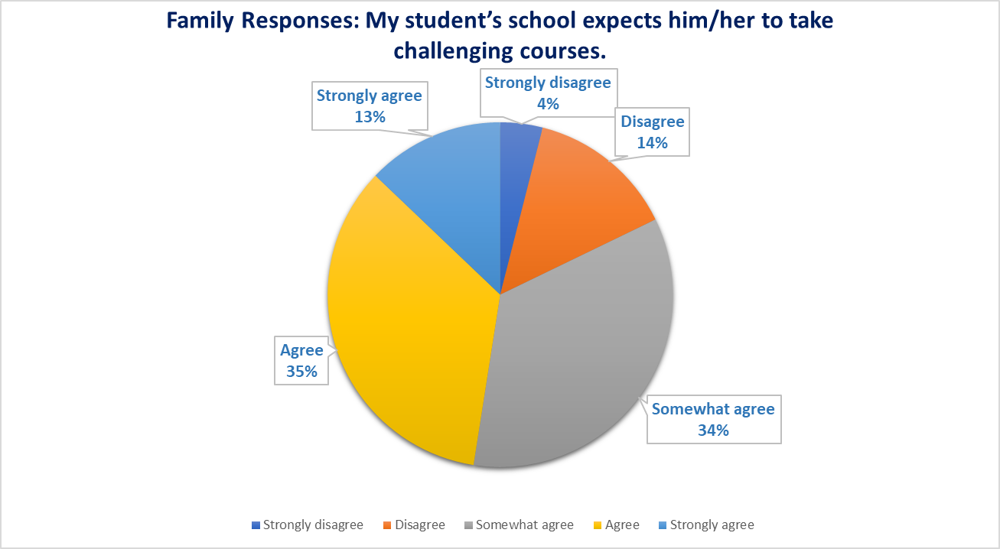 Family Responses: My student’s school expects him/her to take
challenging courses.
Strongly disagree
4%
Strongly agree
13%
Disagree
14%
Agree
35%
Somewhat agree
34%
Strongly disagree Disagree Somewhat agree Agree Strongly agree